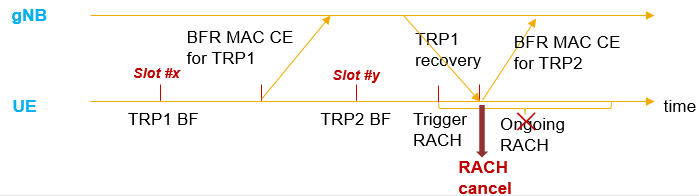 gNB
BFR MAC CE
for TRP1
TRP1
recovery
BFR MAC CE
for TRP2
Slot #x
Slot #y
UE
time
TRP1 BF
TRP2 BF
Trigger
RACH
Ongoing
RACH
RACH
cancel